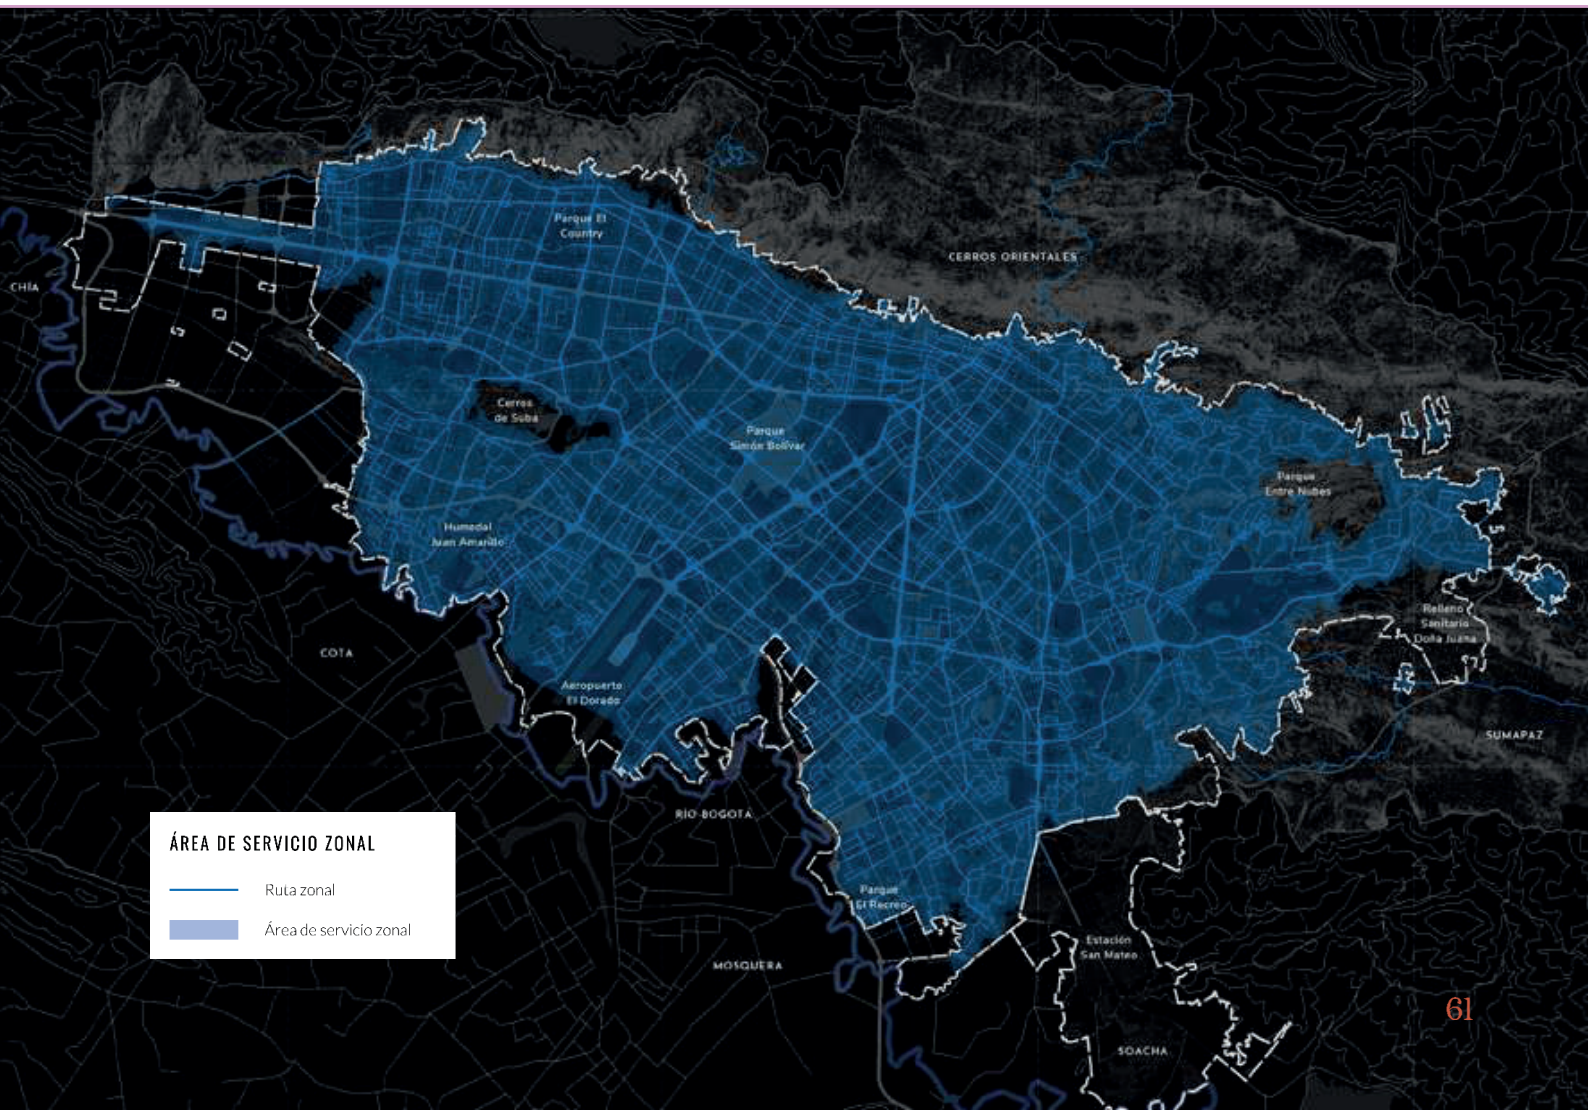 Parque El
Country
CERROS ORIENTALES
CHÍA
Cerros
de Suba
Parque
Simón Bolívar
Parque
Entre Nubes
Humedal
Juan Amarillo
Relleno
Sanitario
Doña Juana
COTA
Aeropuerto
El Dorado
SUMAPAZ
RÍO BOGOTA
ÁREA DE SERVICIO ZONAL
Ruta zonal
Área de servicio zonal
Parque
El Recreo
Estación
San Mateo
MOSQUERA
61
SOACHA